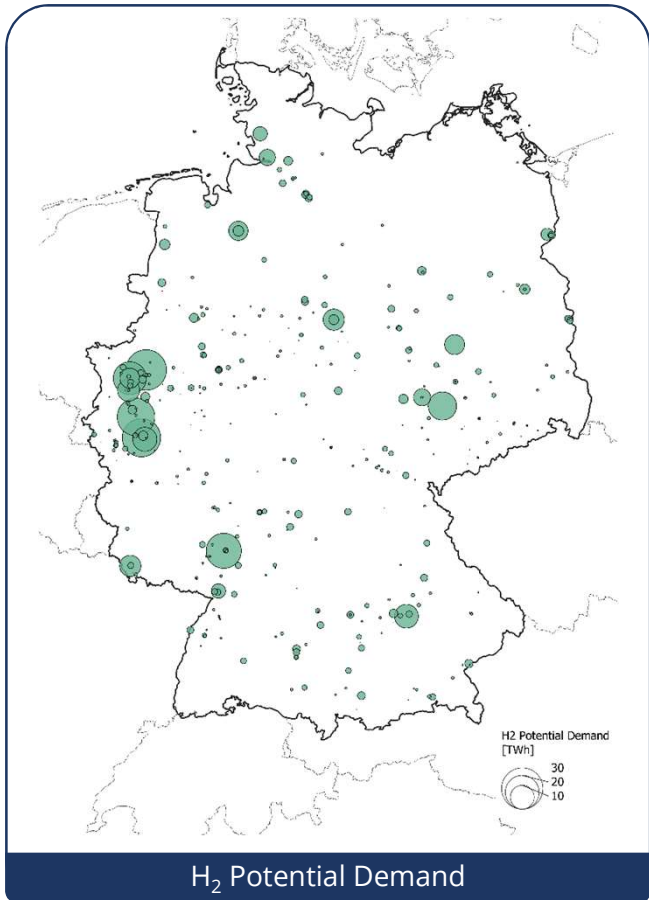 H2 Potential Demand
[TWh]
30
20
10
H₂ Potential Demand